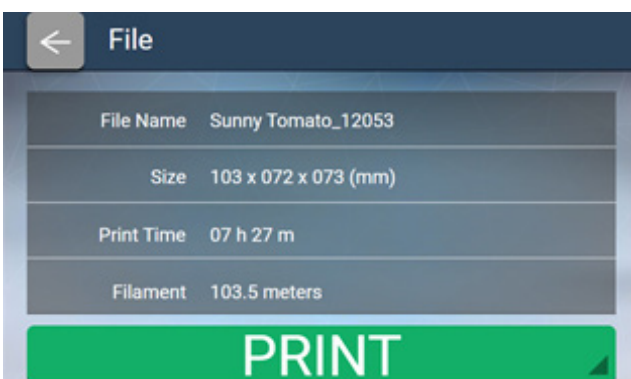 File
File Name Sunny Tomato_12053
Size 103 x 072 x 073 (mm)
Print Time 07 h 27 m
Filament 103.5 meters
PRINT